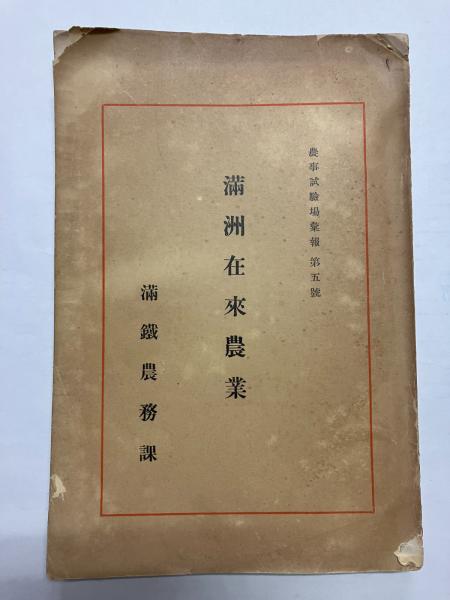 農事試驗場彙報 第五號
滿洲在來農業
滿鐵農務課